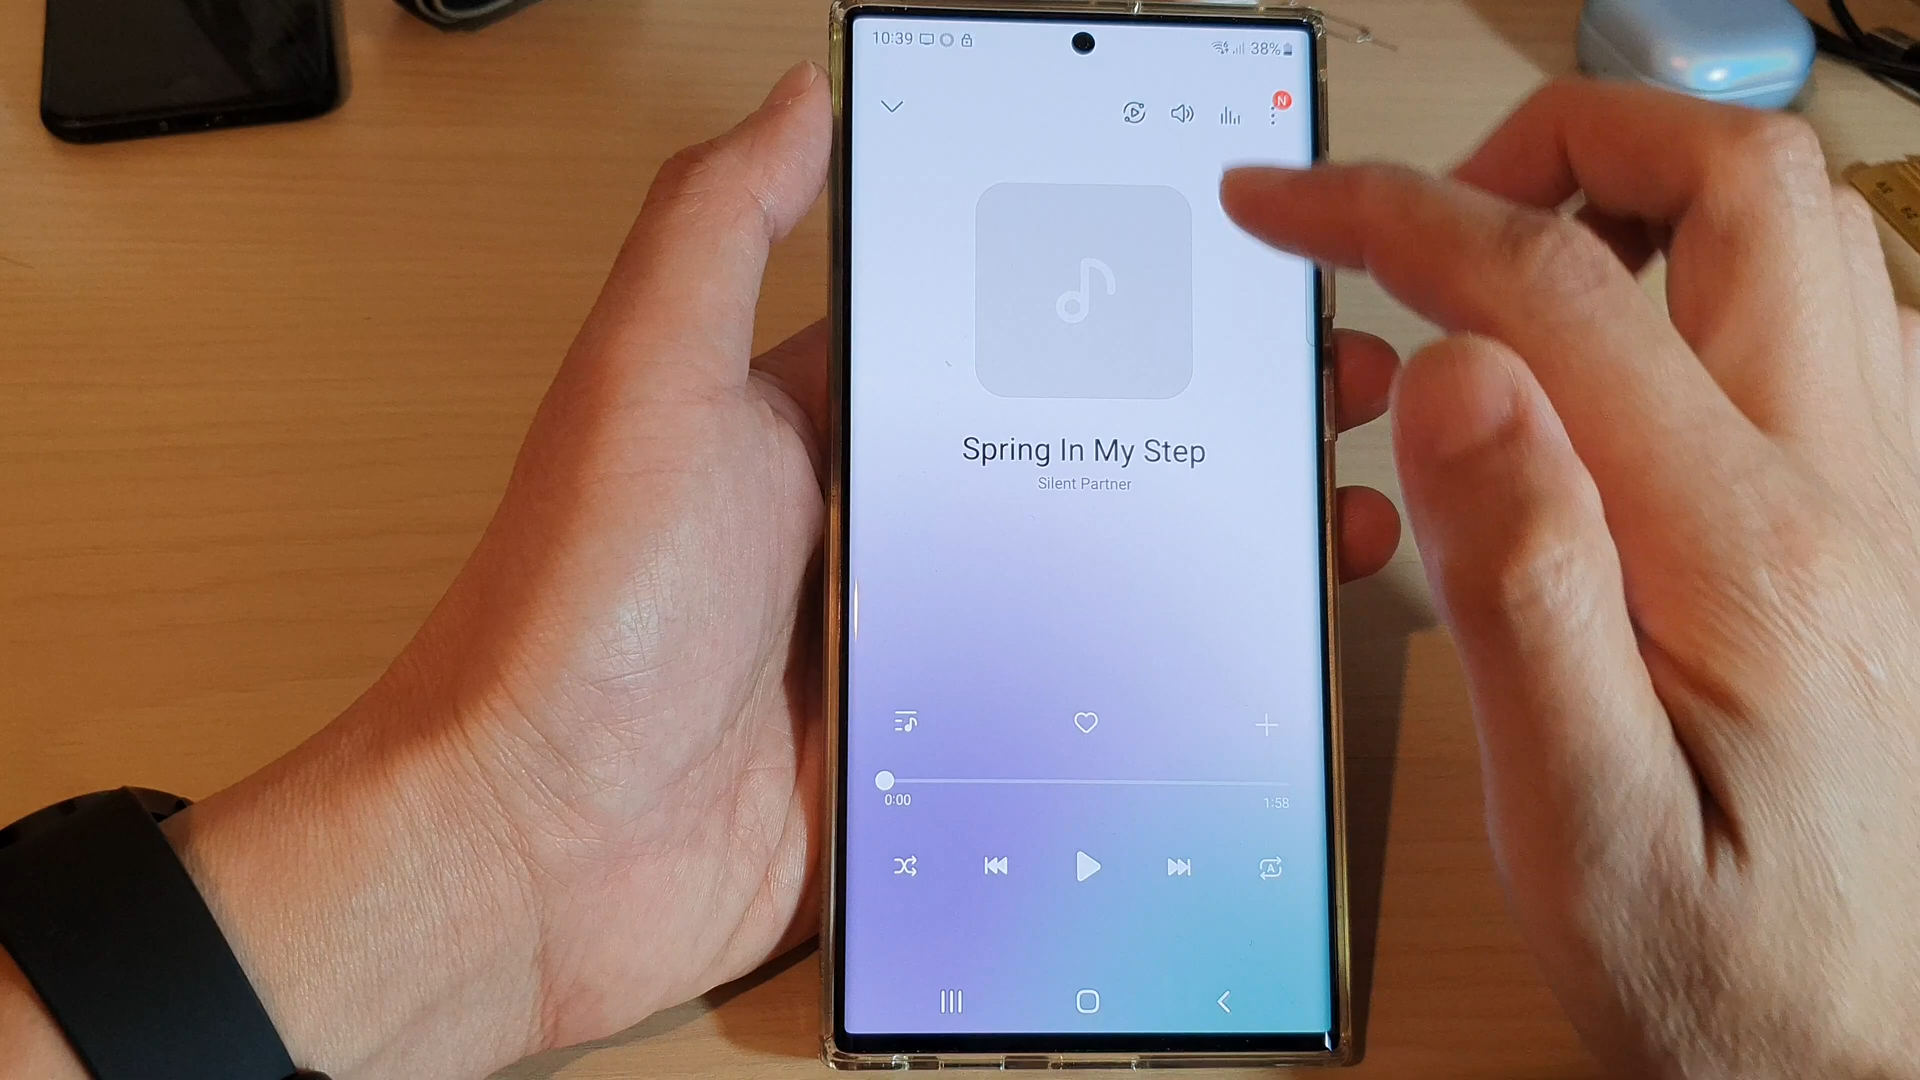 10:39
38%
N
Spring In My Step
Silent Partner
0:00
1:58
A